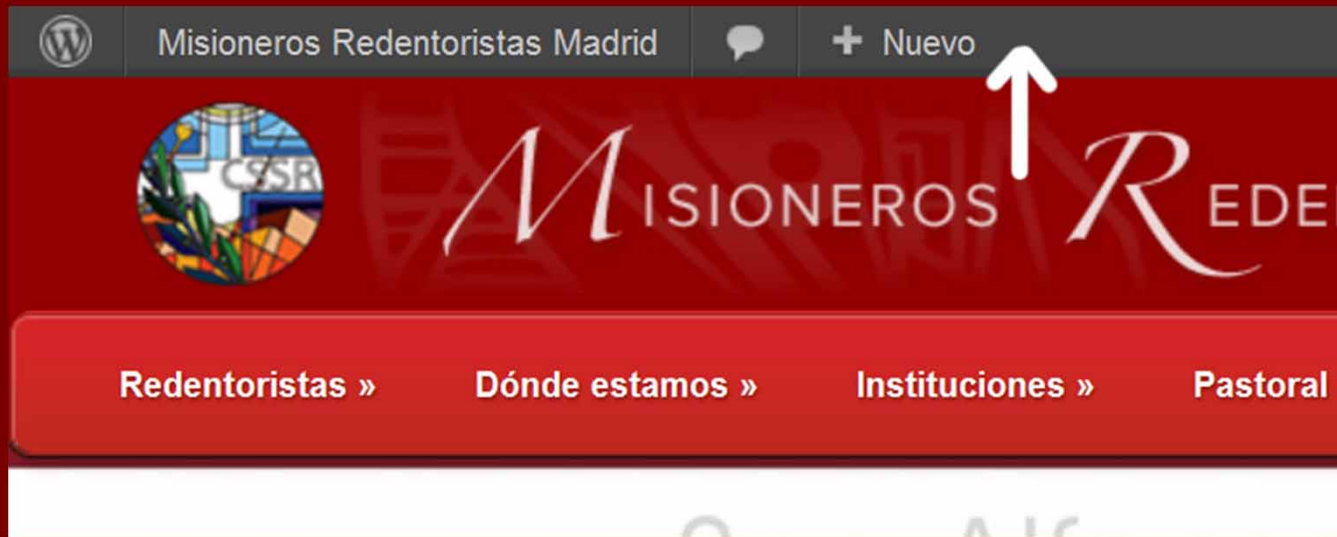 Misioneros Redentoristas Madrid + Nuevo
CSSR
MISIONEROS REDE
Redentoristas » Dónde estamos » Instituciones » Pastoral